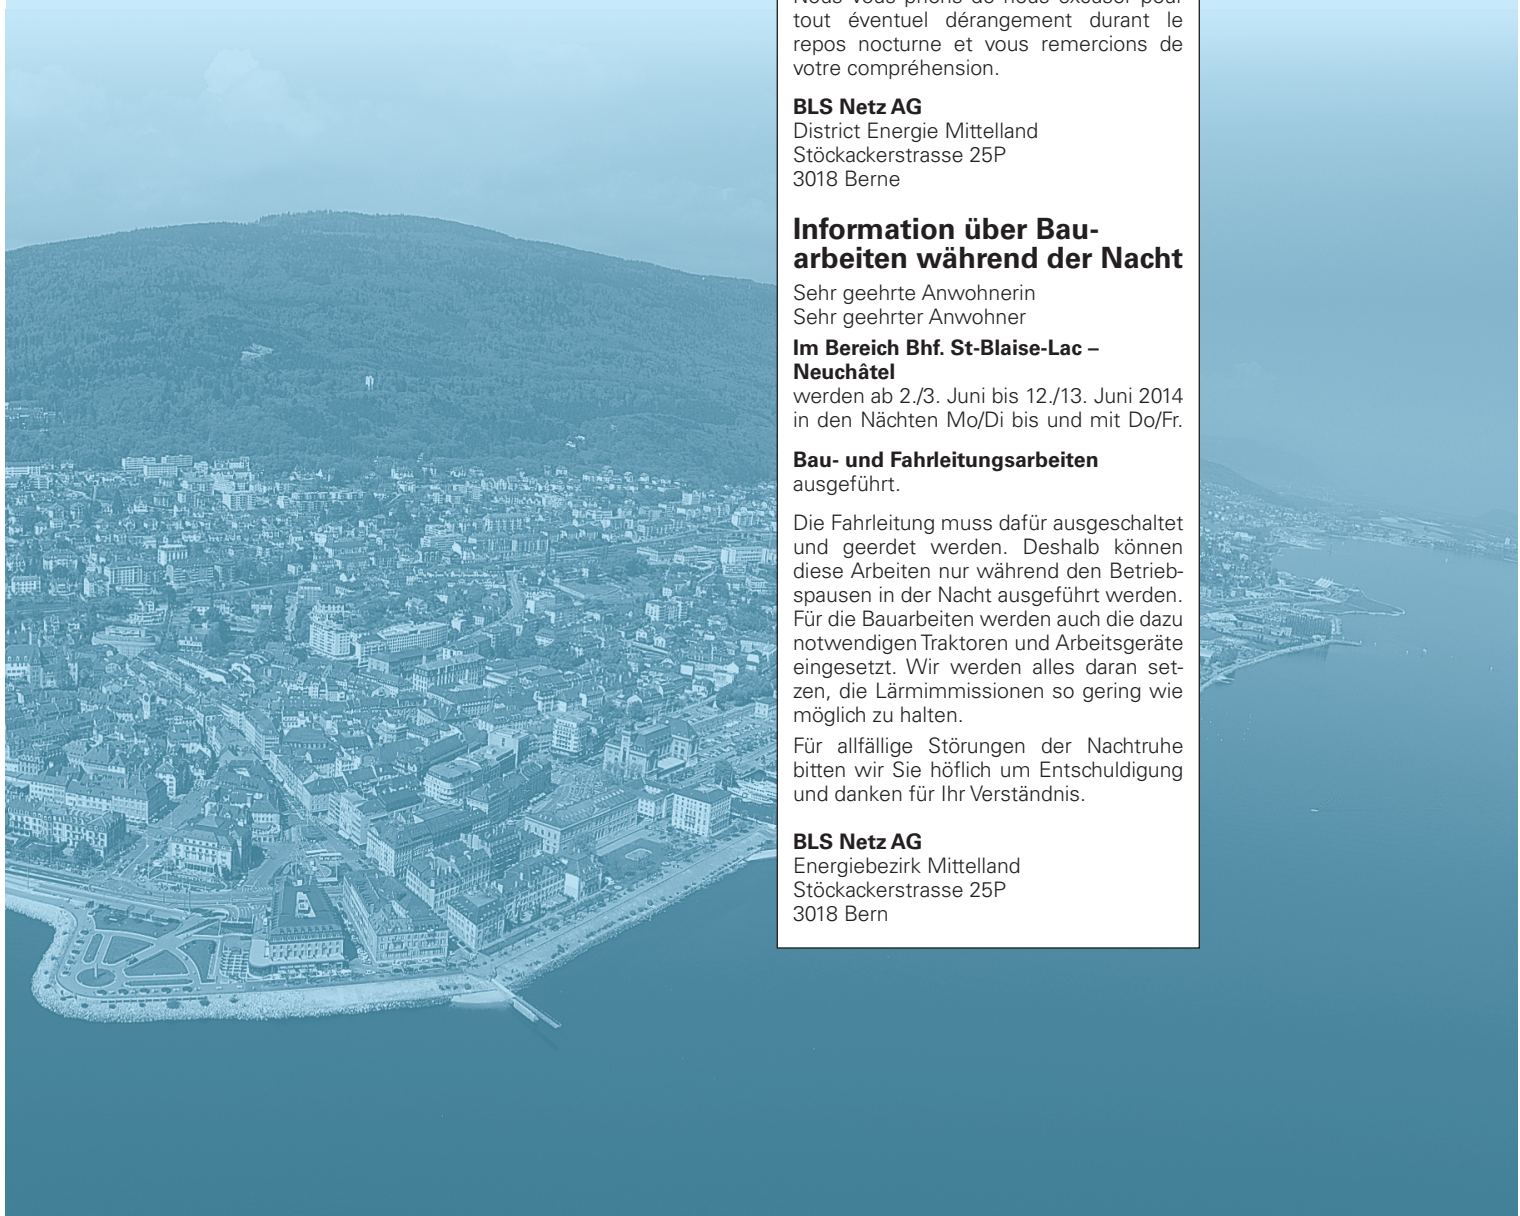 Nous vous prions de nous excuser pour
tout éventuel dérangement durant le
repos nocturne et vous remercions de
votre compréhension.
BLS Netz AG
District Energie Mittelland
Stöckackerstrasse 25P
3018 Berne
Information über Bau-
arbeiten während der Nacht
Sehr geehrte Anwohnerin
Sehr geehrter Anwohner
Im Bereich Bhf. St-Blaise-Lac –
Neuchâtel
werden ab 2./3. Juni bis 12./13. Juni 2014
in den Nächten Mo/Di bis und mit Do/Fr.
Bau- und Fahrleitungsarbeiten
ausgeführt.
Die Fahrleitung muss dafür ausgeschaltet
und geerdet werden. Deshalb können
diese Arbeiten nur während den Betrieb-
spausen in der Nacht ausgeführt werden.
Für die Bauarbeiten werden auch die dazu
notwendigen Traktoren und Arbeitsgeräte
eingesetzt. Wir werden alles daran set-
zen, die Lärmimmissionen so gering wie
möglich zu halten.
Für allfällige Störungen der Nachtruhe
bitten wir Sie höflich um Entschuldigung
und danken für Ihr Verständnis.
BLS Netz AG
Energiebezirk Mittelland
Stöckackerstrasse 25P
3018 Bern